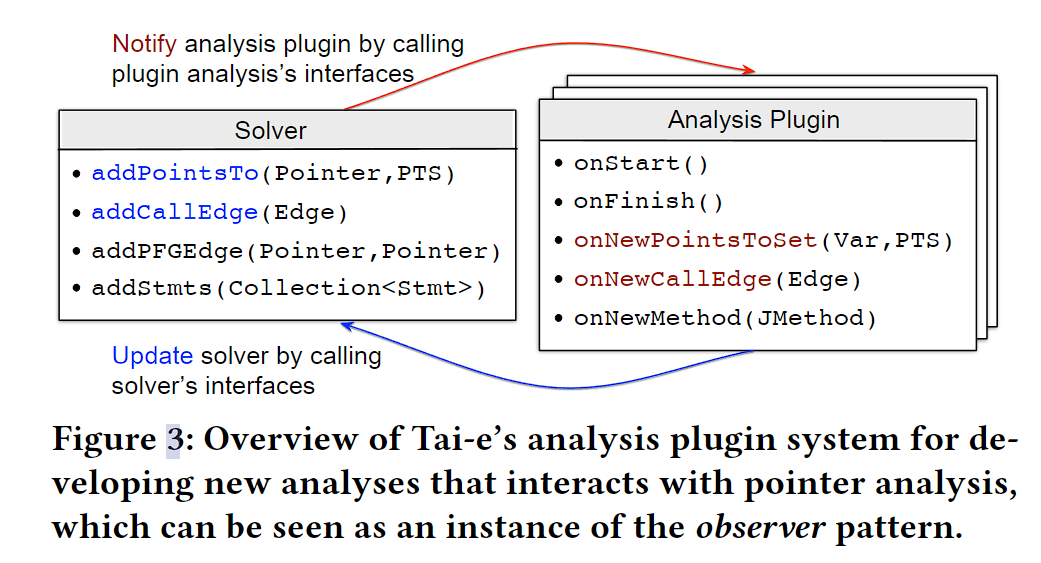 Notify analysis plugin by calling
plugin analysis's interfaces
Solver
• addPointsTo(Pointer,PTS)
• addCallEdge(Edge)
• addPFGEdge(Pointer,Pointer)
• addStmts(Collection<Stmt>)
Analysis Plugin
• onStart()
• onFinish()
• onNewPointsToSet(Var,PTS)
• onNewCallEdge(Edge)
• onNewMethod(JMethod)
Update solver by calling
solver's interfaces
Figure 3: Overview of Tai-e's analysis plugin system for de-
veloping new analyses that interacts with pointer analysis,
which can be seen as an instance of the observer pattern.